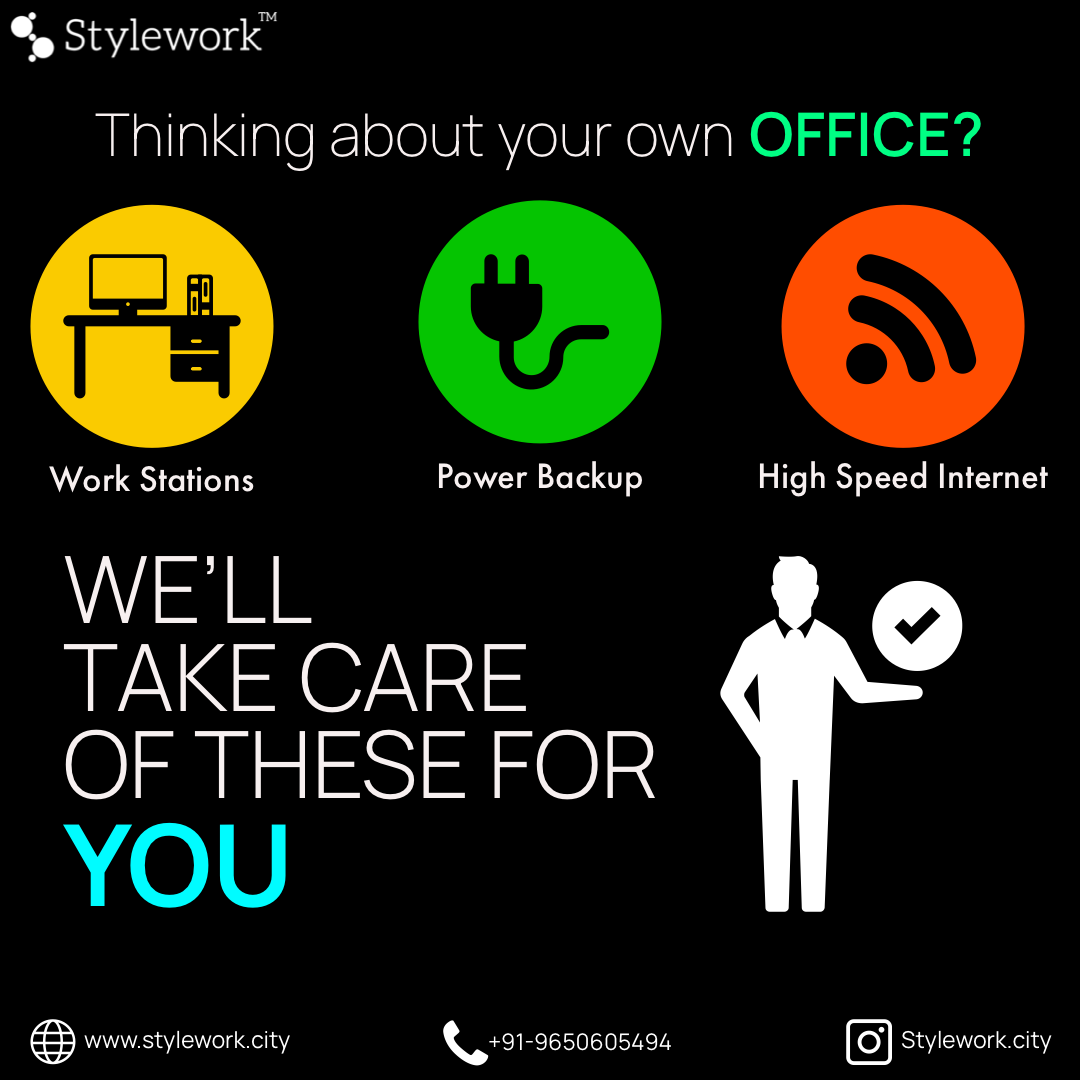 Stylework™
Thinking about your own OFFICE?
Work Stations
Power Backup
High Speed Internet
WE’LL
TAKE CARE
OF THESE FOR
YOU
www.stylework.city
+91-9650605494
Stylework.city